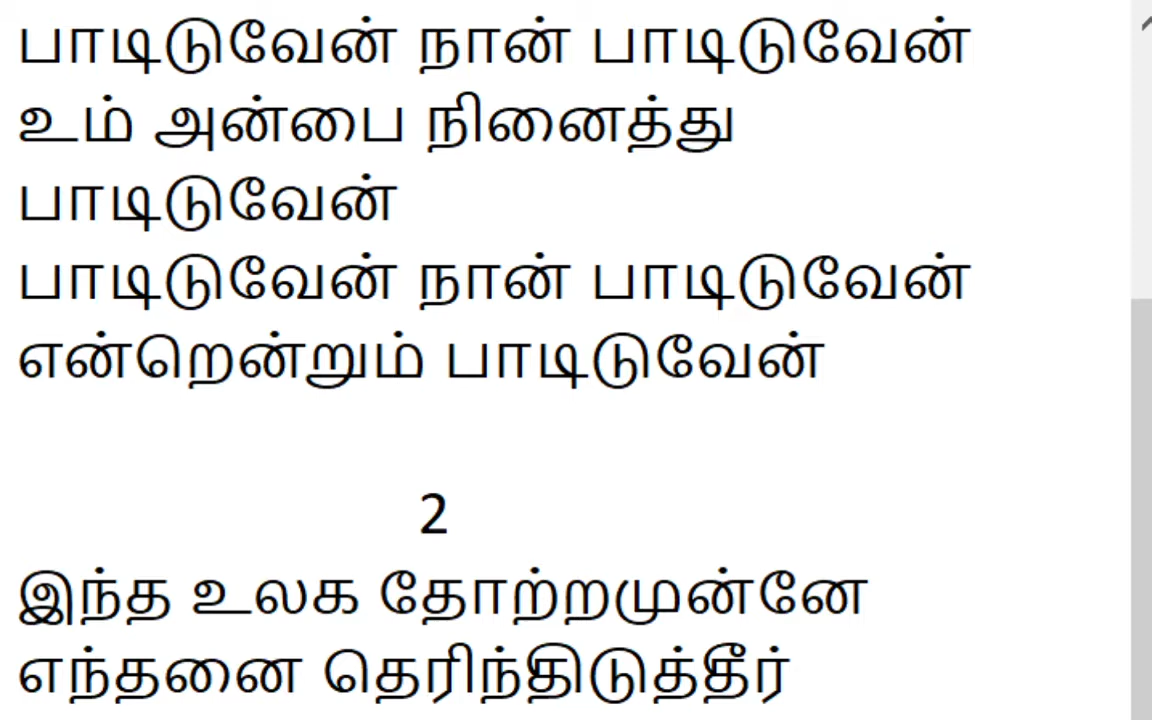 பாடிடுவேன் நான் பாடிடுவேன்
உம் அன்பை நினைத்து
பாடிடுவேன்
பாடிடுவேன் நான் பாடிடுவேன்
என்றென்றும் பாடிடுவேன்
2
இந்த உலக தோற்றமுன்னே
எந்தனை தெரிந்திடுத்தீர்